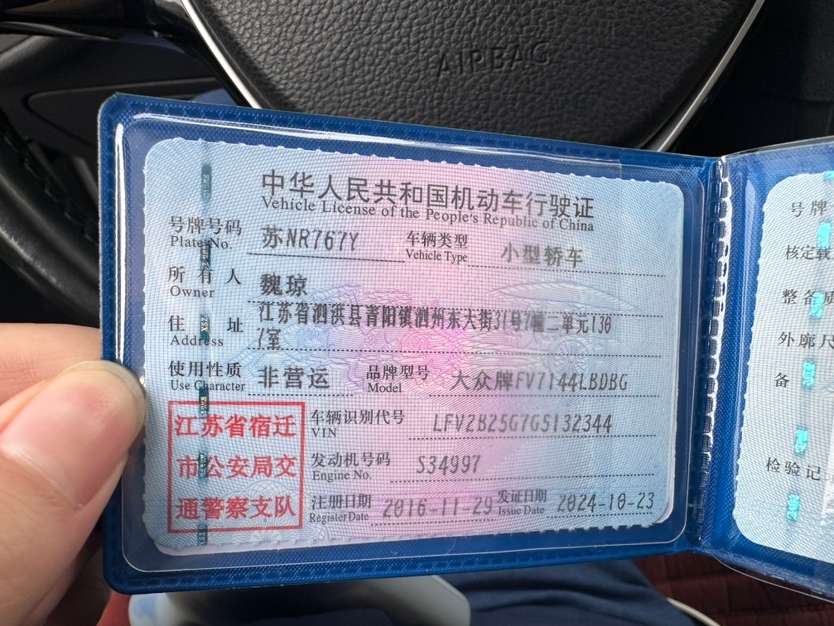 AIRBAG
中华人民共和国机动车行驶证
Vehicle License of the People's Republic of China
号牌号码 苏NR767Y 车辆类型 小型轿车
Plate No. Vehicle Type
所有人 魏琼
Owner
住址 江苏省泗洪县青阳镇泗州东大街31号7幢二单元130
Address 7室
使用性质 非营运 品牌型号 大众牌FV7144LBDBG
Use Character Model
江苏省宿迁
市公安局交
通警察支队
车辆识别代号 LFV2B25G7G5132344
VIN
发动机号码 S34997
Engine No.
注册日期 2016-11-29 发证日期 2024-10-23
Register Date Issue Date
号牌
核定载
整备质
外廓尺
备
检验记